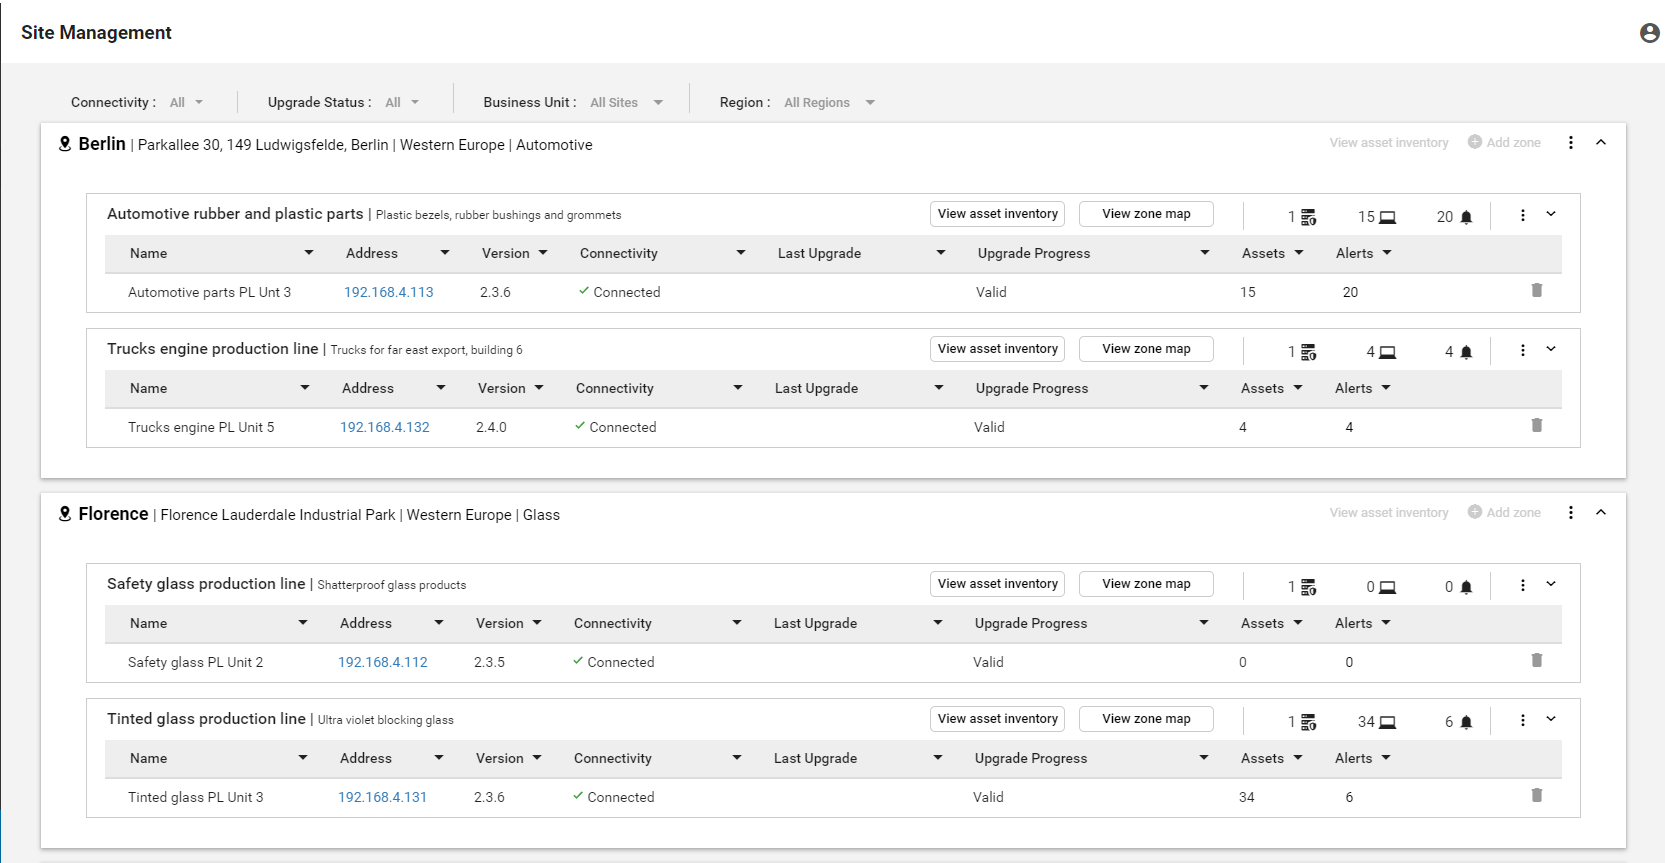 Site Management
Connectivity : All Upgrade Status : All Business Unit : All Sites Region : All Regions
Berlin | Parkallee 30, 149 Ludwigsfelde, Berlin | Western Europe | Automotive View asset inventory Add zone
Automotive rubber and plastic parts | Plastic bezels, rubber bushings and grommets View asset inventory View zone map 1 15 20
Name Address Version Connectivity Last Upgrade Upgrade Progress Assets Alerts
Automotive parts PL Unt 3 192.168.4.113 2.3.6 Connected Valid 15 20
Trucks engine production line | Trucks for far east export, building 6 View asset inventory View zone map 1 4 4
Name Address Version Connectivity Last Upgrade Upgrade Progress Assets Alerts
Trucks engine PL Unit 5 192.168.4.132 2.4.0 Connected Valid 4 4
Florence | Florence Lauderdale Industrial Park | Western Europe | Glass View asset inventory Add zone
Safety glass production line | Shatterproof glass products View asset inventory View zone map 1 0 0
Name Address Version Connectivity Last Upgrade Upgrade Progress Assets Alerts
Safety glass PL Unit 2 192.168.4.112 2.3.5 Connected Valid 0 0
Tinted glass production line | Ultra violet blocking glass View asset inventory View zone map 1 34 6
Name Address Version Connectivity Last Upgrade Upgrade Progress Assets Alerts
Tinted glass PL Unit 3 192.168.4.131 2.3.6 Connected Valid 34 6